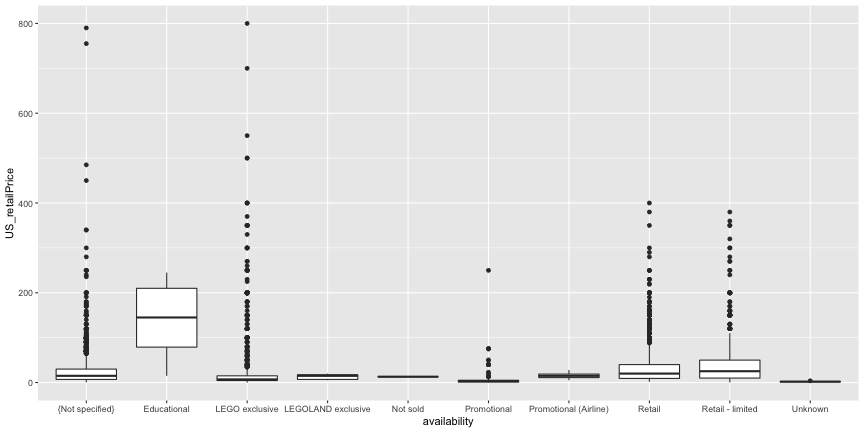 800
600
400
200
0
US_retailPrice
{Not specified} Educational LEGO exclusive LEGOLAND exclusive Not sold Promotional Promotional (Airline) Retail Retail - limited Unknown
availability